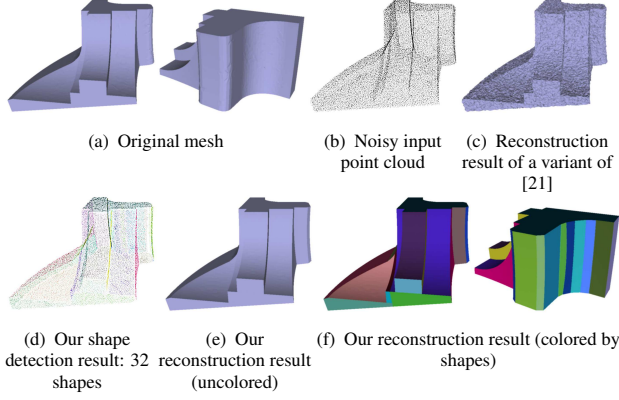 (a) Original mesh
(b) Noisy input
point cloud
(c) Reconstruction
result of a variant of
[21]
(d) Our shape
detection result: 32
shapes
(e) Our
reconstruction result
(uncolored)
(f) Our reconstruction result (colored by
shapes)